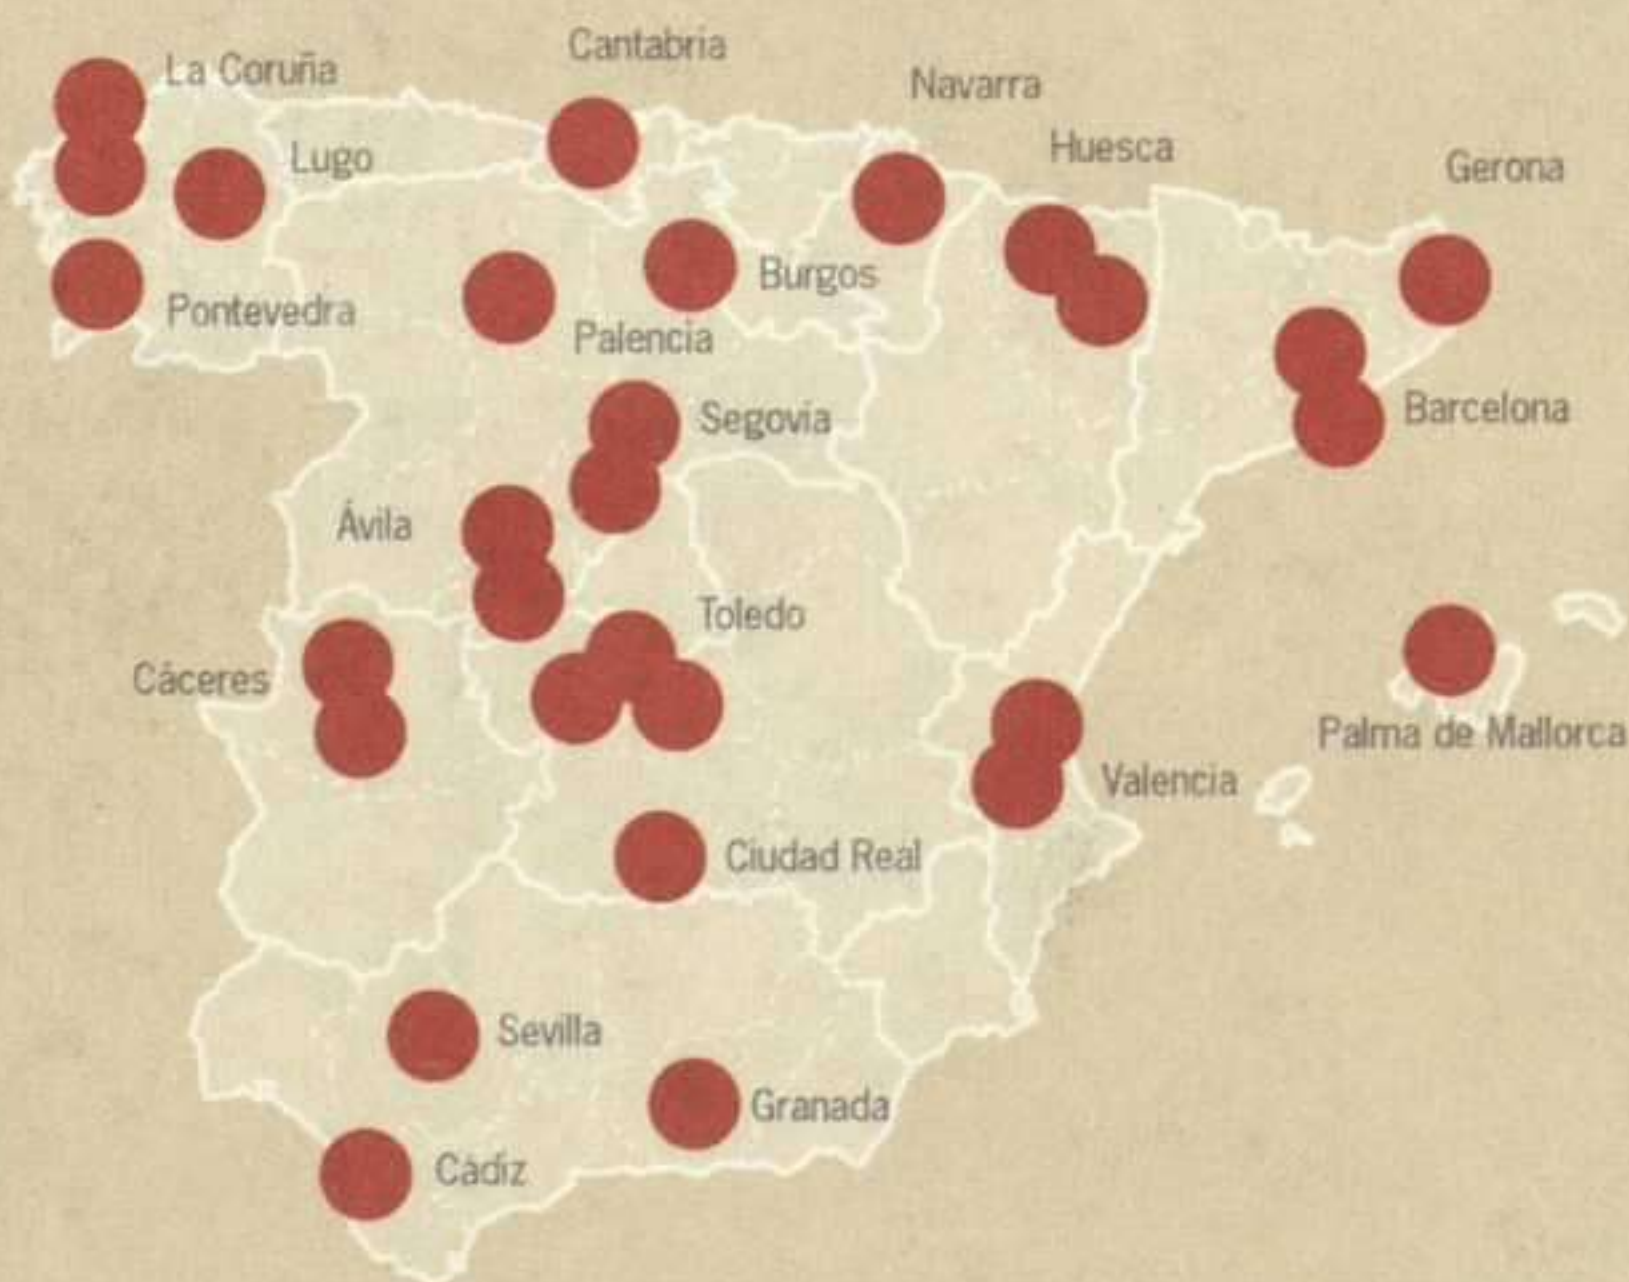 Cantabria
La Coruña
Navarra
Huesca
Lugo
Gerona
Burgos
Pontevedra
Palencia
Segovia
Barcelona
Ávila
Toledo
Cáceres
Palma de Mallorca
Valencia
Ciudad Real
Sevilla
Granada
Cádiz